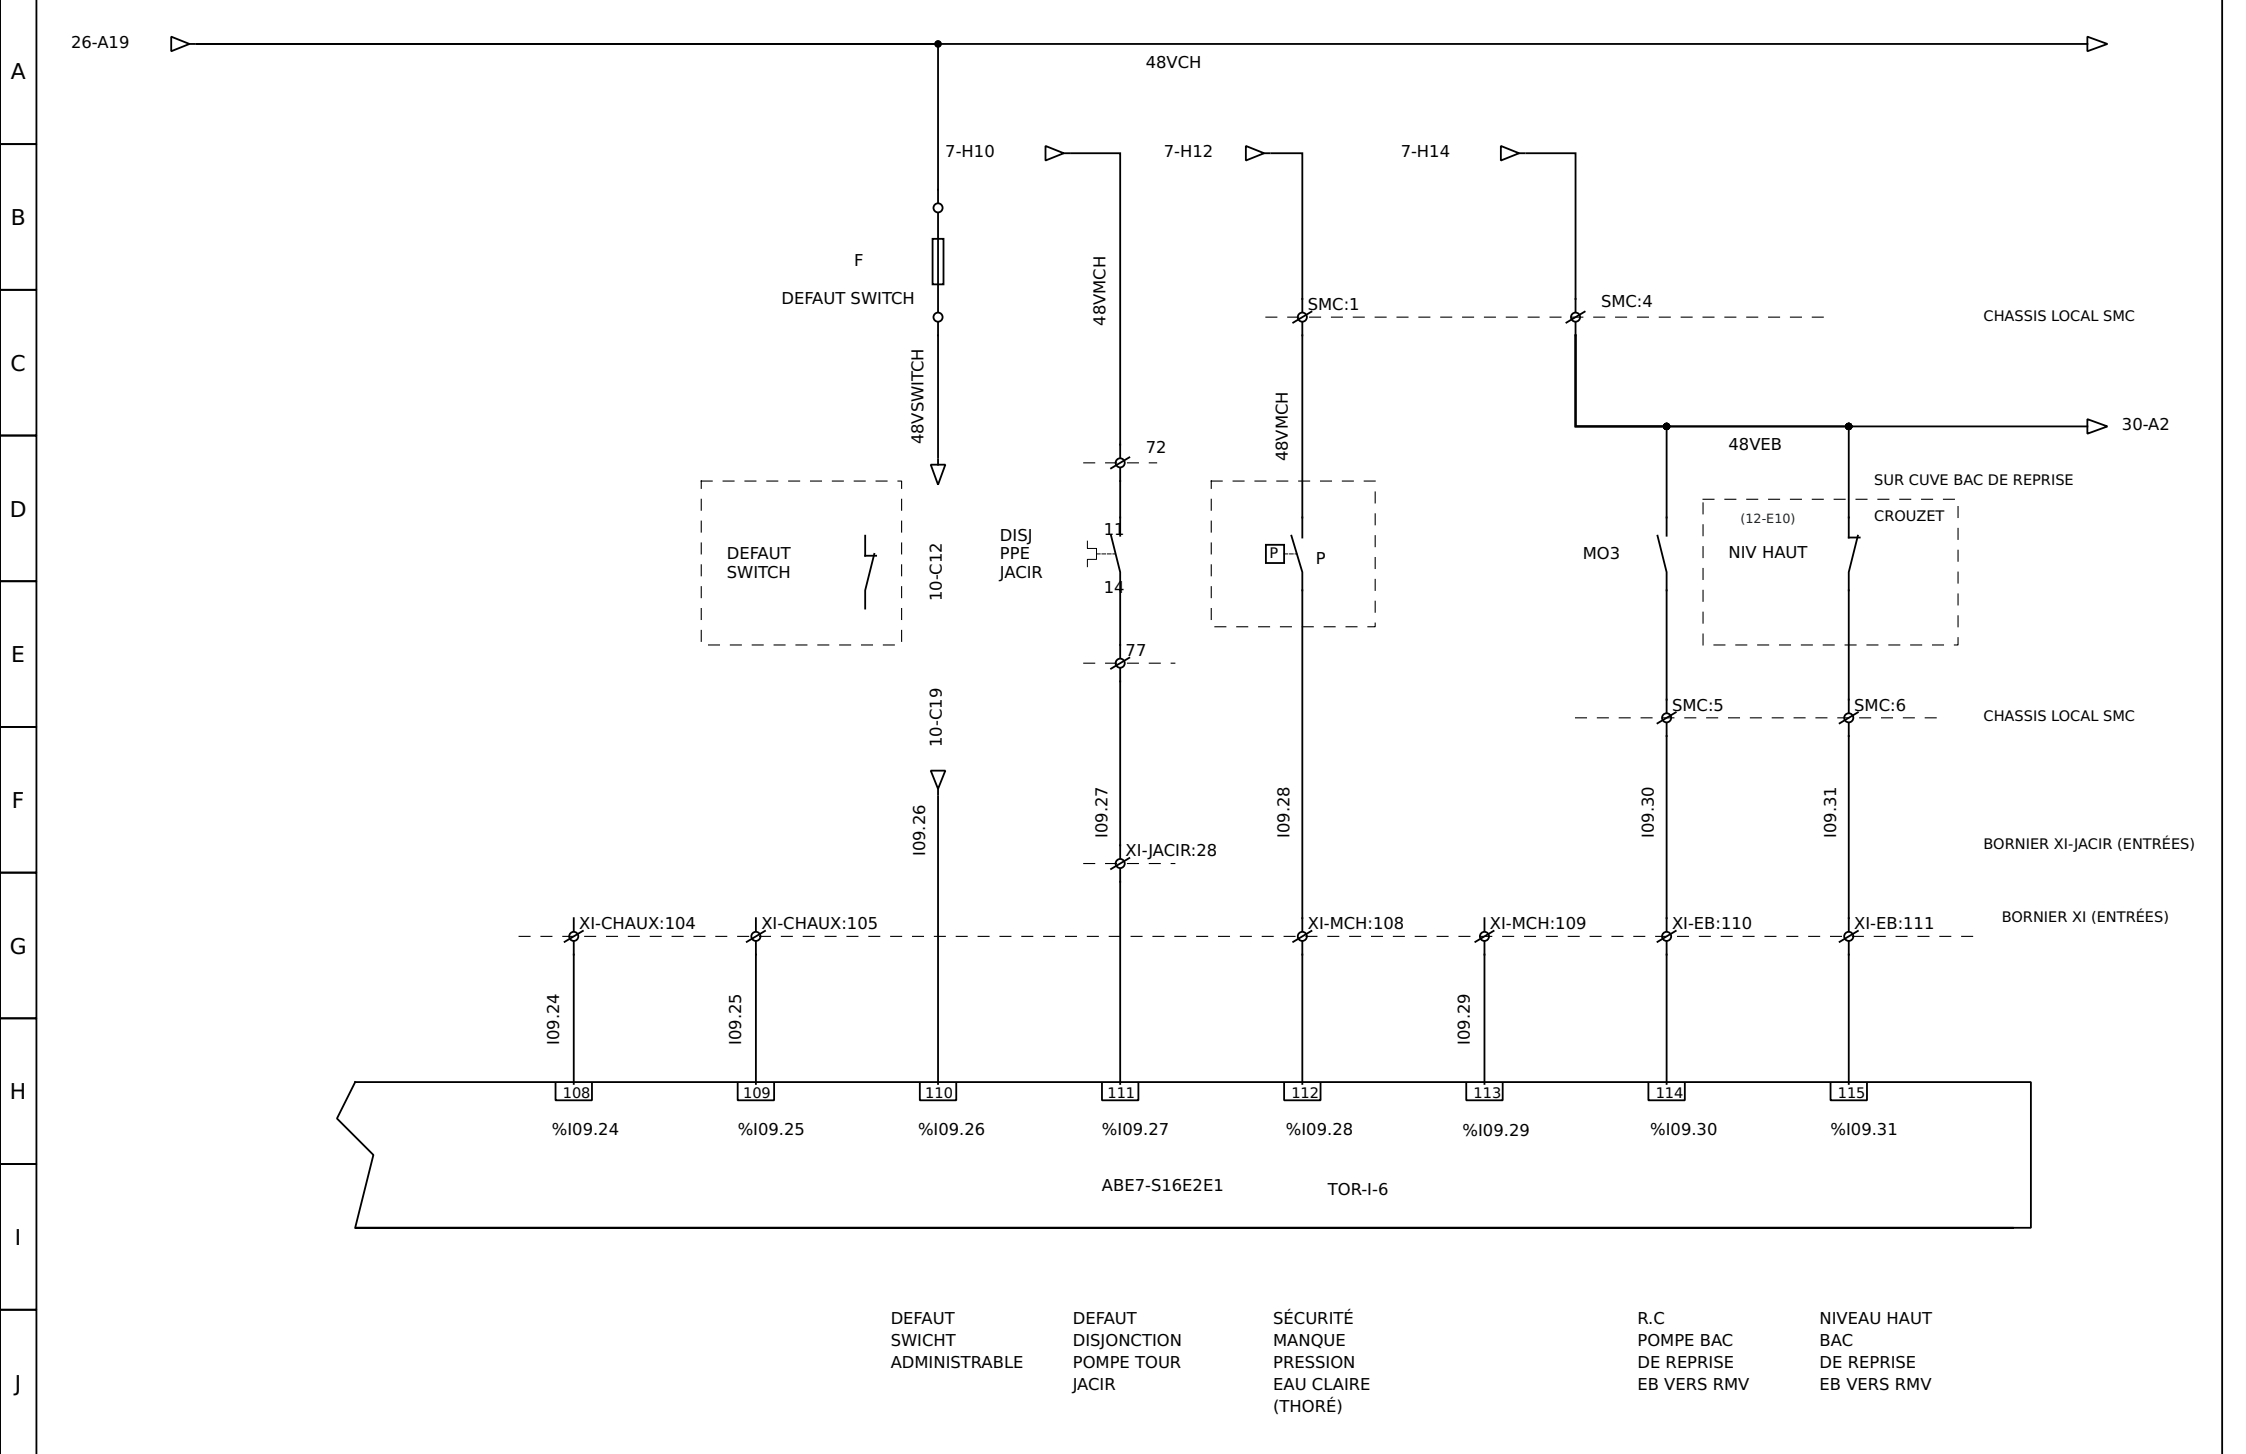 26-A19
48VCH
A
7-H10
7-H12
7-H14
B
F
DEFAUT SWITCH
48VMCH
SMC:1
SMC:4
CHASSIS LOCAL SMC
C
48VSWITCH
48VMCH
30-A2
48VEB
72
SUR CUVE BAC DE REPRISE
D
(12-E10)
CROUZET
11
DISJ
PPE
JACIR
DEFAUT
SWITCH
10-C12
P
P
MO3
NIV HAUT
14
E
77
10-C19
SMC:5
SMC:6
CHASSIS LOCAL SMC
F
I09.26
I09.27
I09.28
I09.30
I09.31
XI-JACIR:28
BORNIER XI-JACIR (ENTRÉES)
XI-CHAUX:104
XI-CHAUX:105
XI-MCH:108
XI-MCH:109
XI-EB:110
XI-EB:111
BORNIER XI (ENTRÉES)
G
I09.24
I09.25
I09.29
H
108
109
110
111
112
113
114
115
%I09.24
%I09.25
%I09.26
%I09.27
%I09.28
%I09.29
%I09.30
%I09.31
ABE7-S16E2E1
TOR-I-6
I
DEFAUT
SWICHT
ADMINISTRABLE
DEFAUT
DISJONCTION
POMPE TOUR
JACIR
SÉCURITÉ
MANQUE
PRESSION
EAU CLAIRE
(THORÉ)
R.C
POMPE BAC
DE REPRISE
EB VERS RMV
NIVEAU HAUT
BAC
DE REPRISE
EB VERS RMV
J